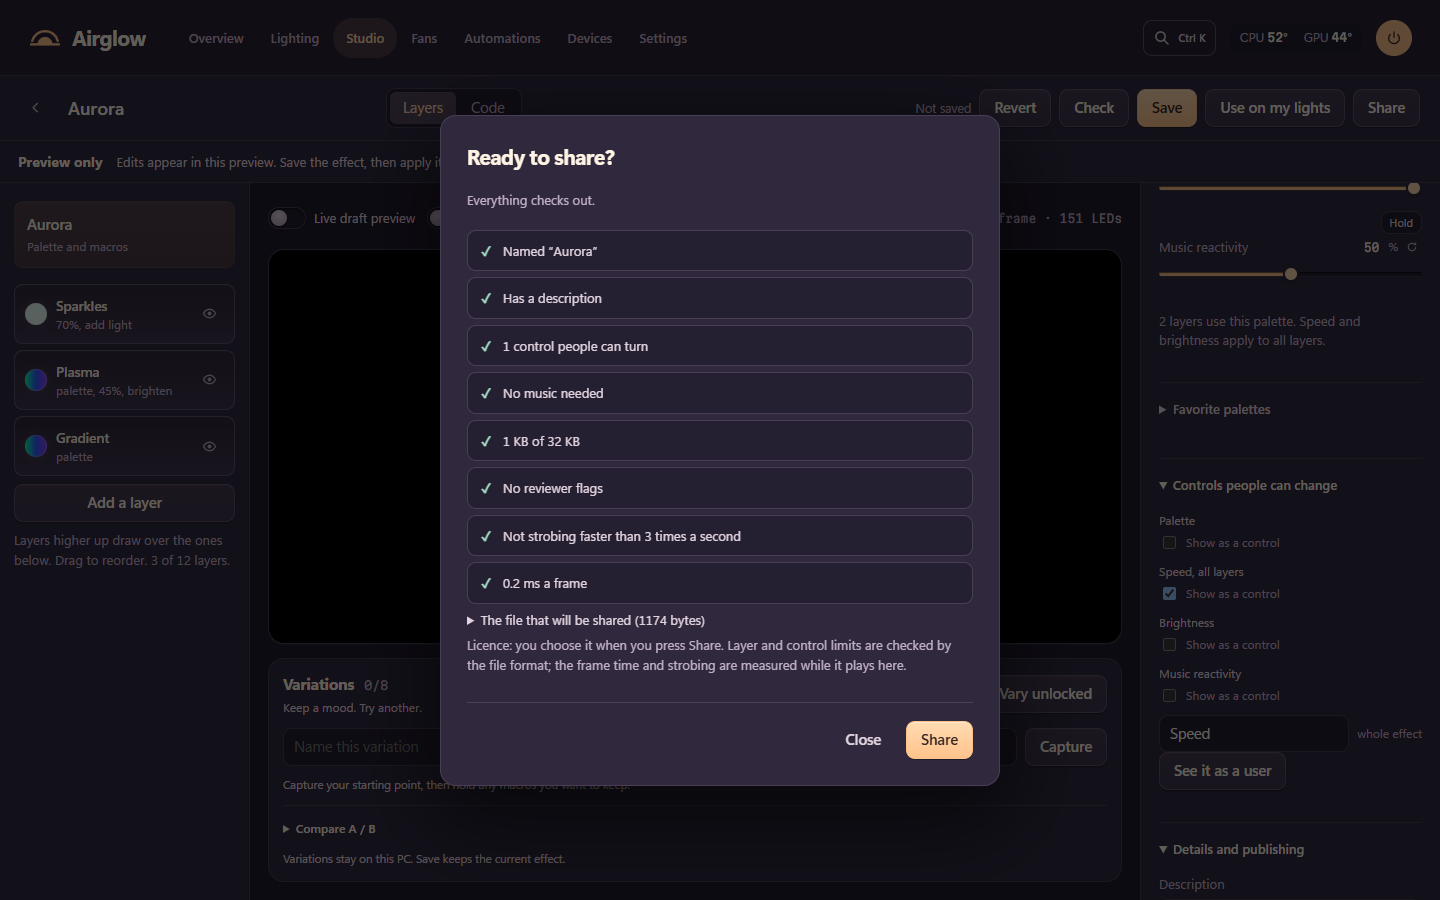 Airglow
Overview
Lighting
Studio
Fans
Automations
Devices
Settings
Ctrl K
CPU 52°
GPU 44°
Aurora
Layers
Code
Not saved
Revert
Check
Save
Use on my lights
Share
Preview only
Edits appear in this preview. Save the effect, then apply it
Aurora
Palette and macros
Sparkles
70%, add light
Plasma
palette, 45%, brighten
Gradient
palette
Add a layer
Layers higher up draw over the ones
below. Drag to reorder. 3 of 12 layers.
Live draft preview
frame · 151 LEDs
Ready to share?
Everything checks out.
✓ Named “Aurora”
✓ Has a description
✓ 1 control people can turn
✓ No music needed
✓ 1 KB of 32 KB
✓ No reviewer flags
✓ Not strobing faster than 3 times a second
✓ 0.2 ms a frame
The file that will be shared (1174 bytes)
Licence: you choose it when you press Share. Layer and control limits are checked by
the file format; the frame time and strobing are measured while it plays here.
Close
Share
Variations 0/8
Keep a mood. Try another.
Vary unlocked
Name this variation
Capture
Capture your starting point, then hold any macros you want to keep.
Compare A / B
Variations stay on this PC. Save keeps the current effect.
Hold
Music reactivity
50 %
2 layers use this palette. Speed and
brightness apply to all layers.
Favorite palettes
Controls people can change
Palette
Show as a control
Speed, all layers
Show as a control
Brightness
Show as a control
Music reactivity
Show as a control
Speed
whole effect
See it as a user
Details and publishing
Description